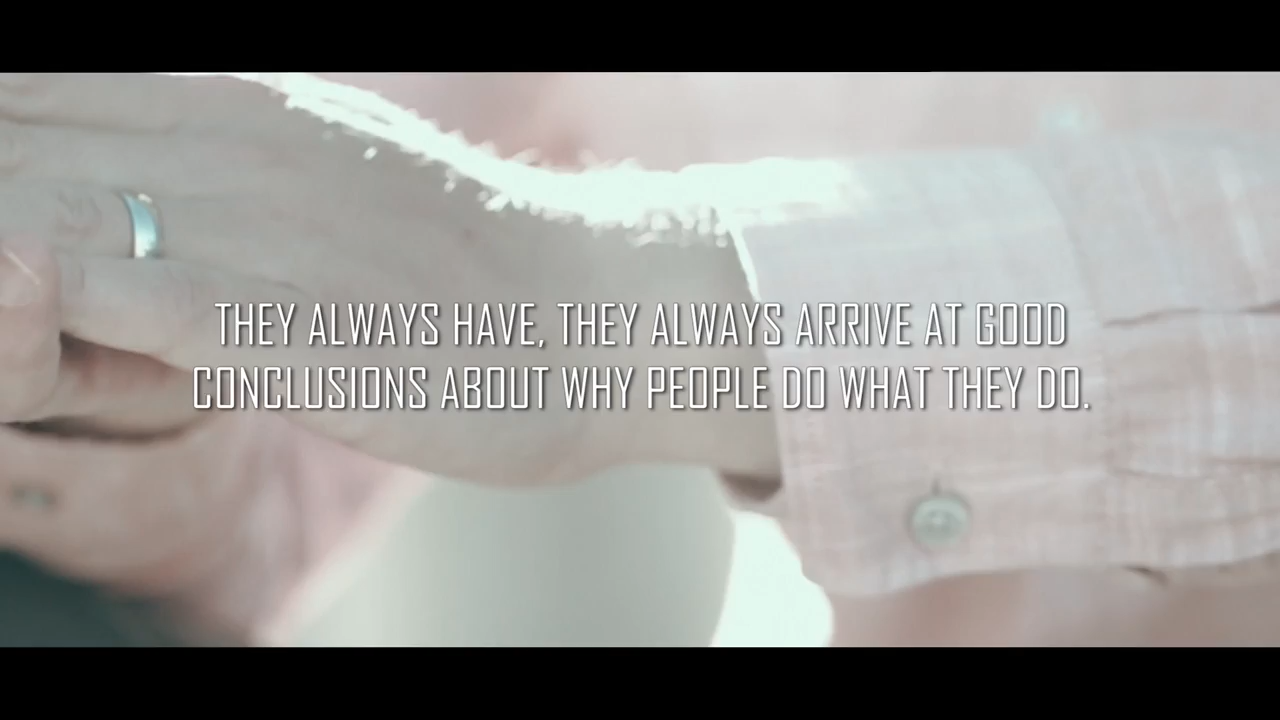 THEY ALWAYS HAVE, THEY ALWAYS ARRIVE AT GOOD
CONCLUSIONS ABOUT WHY PEOPLE DO WHAT THEY DO.